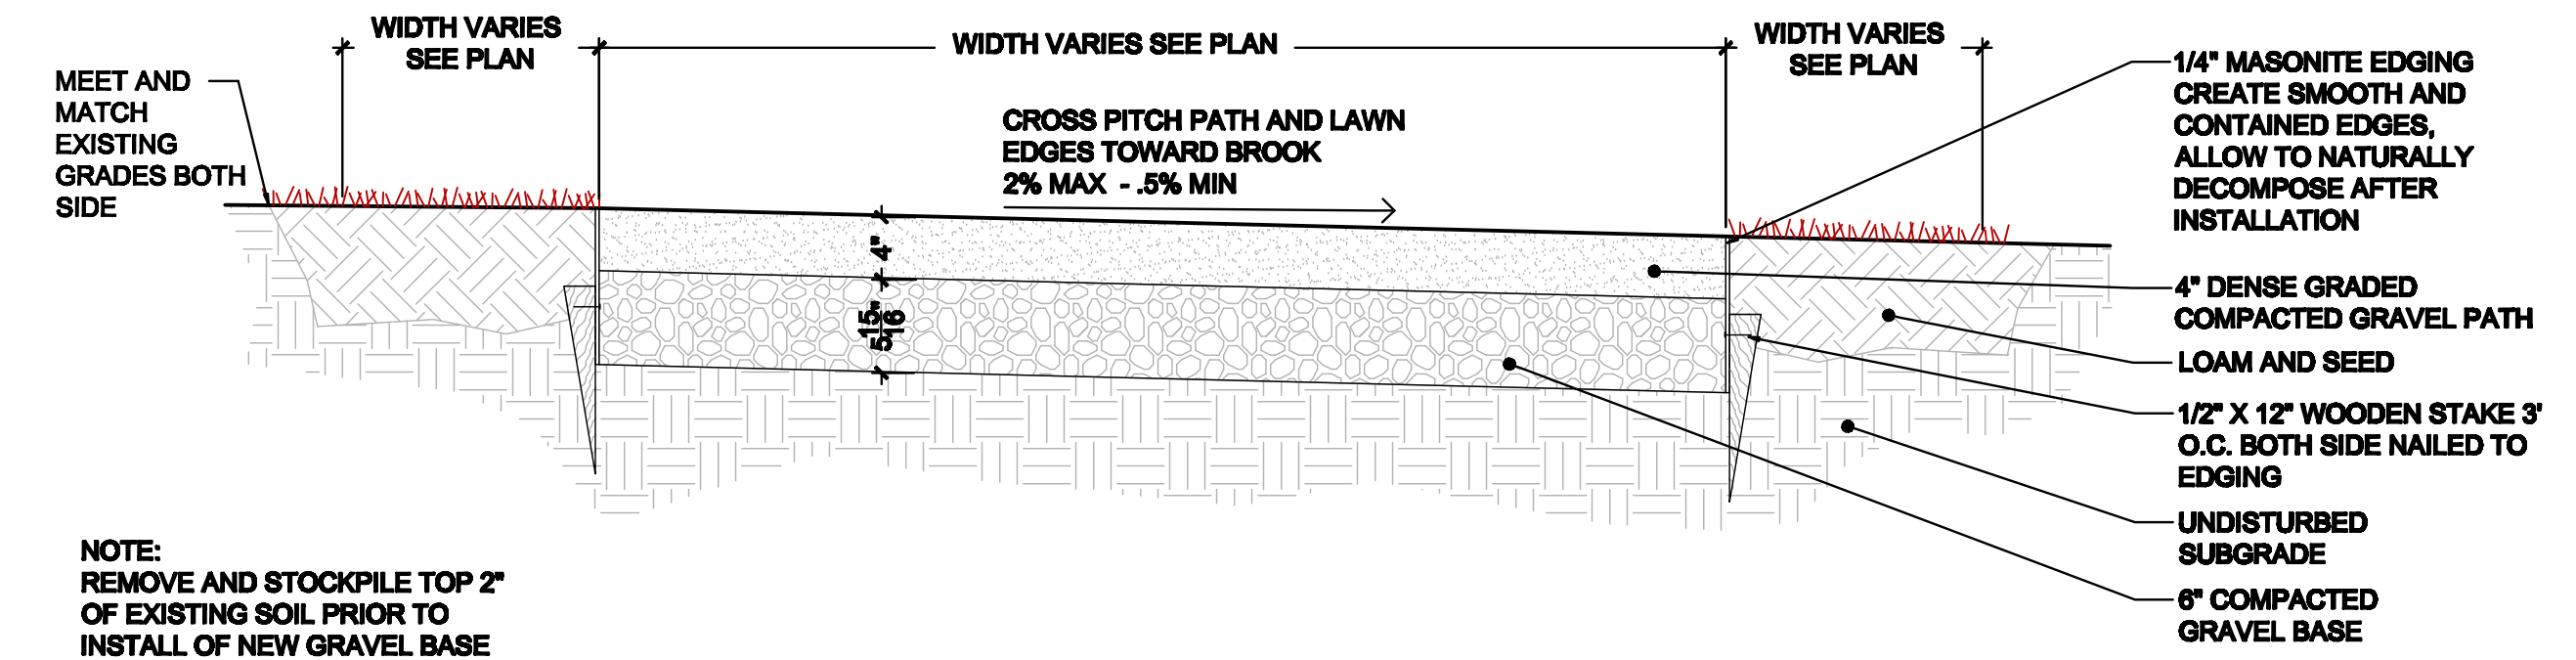 WIDTH VARIES
SEE PLAN
WIDTH VARIES SEE PLAN
WIDTH VARIES
SEE PLAN
MEET AND
MATCH
EXISTING
GRADES BOTH
SIDE
CROSS PITCH PATH AND LAWN
EDGES TOWARD BROOK
2% MAX - .5% MIN
4"
5 15/16"
1/4" MASONITE EDGING
CREATE SMOOTH AND
CONTAINED EDGES,
ALLOW TO NATURALLY
DECOMPOSE AFTER
INSTALLATION
4" DENSE GRADED
COMPACTED GRAVEL PATH
LOAM AND SEED
1/2" X 12" WOODEN STAKE 3'
O.C. BOTH SIDE NAILED TO
EDGING
UNDISTURBED
SUBGRADE
6" COMPACTED
GRAVEL BASE
NOTE:
REMOVE AND STOCKPILE TOP 2"
OF EXISTING SOIL PRIOR TO
INSTALL OF NEW GRAVEL BASE